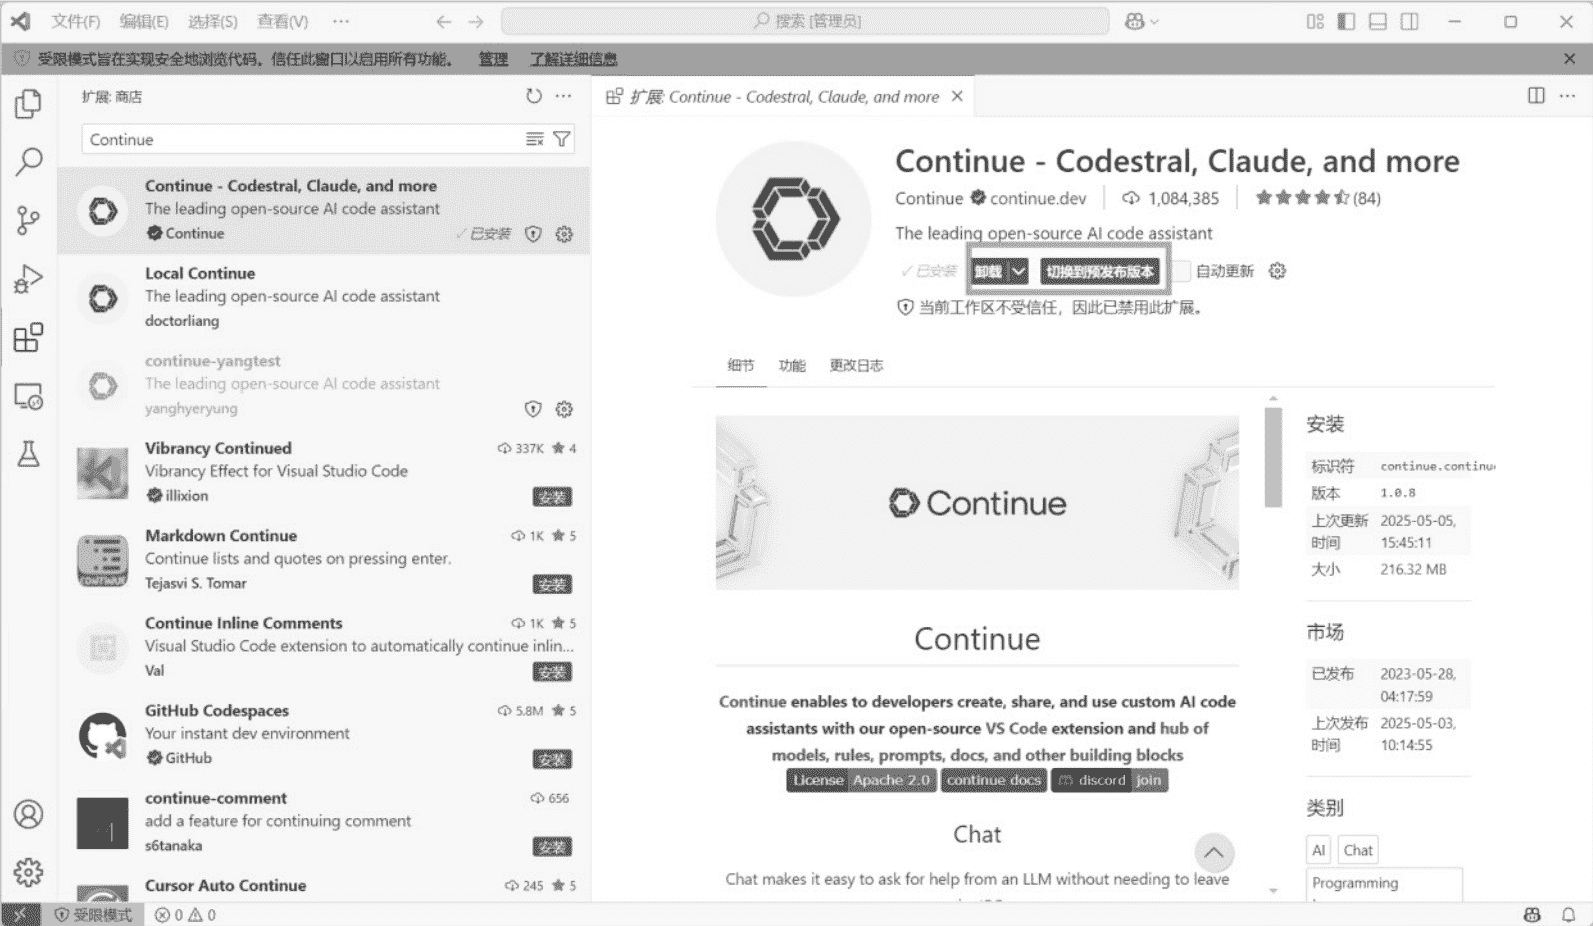 文件(F) 编辑(E) 选择(S) 查看(V) ···
搜索 [管理员]
受限模式旨在实现安全地浏览代码。信任此窗口以启用所有功能。 管理 了解详细信息
扩展: 商店
Continue
Continue - Codestral, Claude, and more
The leading open-source AI code assistant
Continue
已安装
Local Continue
The leading open-source AI code assistant
doctorliang
continue-yangtest
The leading open-source AI code assistant
yanghyeryung
Vibrancy Continued 337K 4
Vibrancy Effect for Visual Studio Code
illixion
安装
Markdown Continue 1K 5
Continue lists and quotes on pressing enter.
Tejasvi S. Tomar
安装
Continue Inline Comments 1K 5
Visual Studio Code extension to automatically continue inlin...
Val
安装
GitHub Codespaces 5.8M 5
Your instant dev environment
GitHub
安装
continue-comment 656
add a feature for continuing comment
s6tanaka
安装
Cursor Auto Continue 245 5
扩展: Continue - Codestral, Claude, and more
Continue - Codestral, Claude, and more
Continue continue.dev 1,084,385 (84)
The leading open-source AI code assistant
已安装 卸载 切换到预发布版本 自动更新
当前工作区不受信任，因此已禁用此扩展。
细节 功能 更改日志
Continue
Continue
Continue enables to developers create, share, and use custom AI code
assistants with our open-source VS Code extension and hub of
models, rules, prompts, docs, and other building blocks
License Apache 2.0 continue docs discord join
Chat
Chat makes it easy to ask for help from an LLM without needing to leave
安装
标识符 continue.continu
版本 1.0.8
上次更新 2025-05-05,
时间 15:45:11
大小 216.32 MB
市场
已发布 2023-05-28,
04:17:59
上次发布 2025-05-03,
时间 10:14:55
类别
AI Chat
Programming
受限模式 0 0